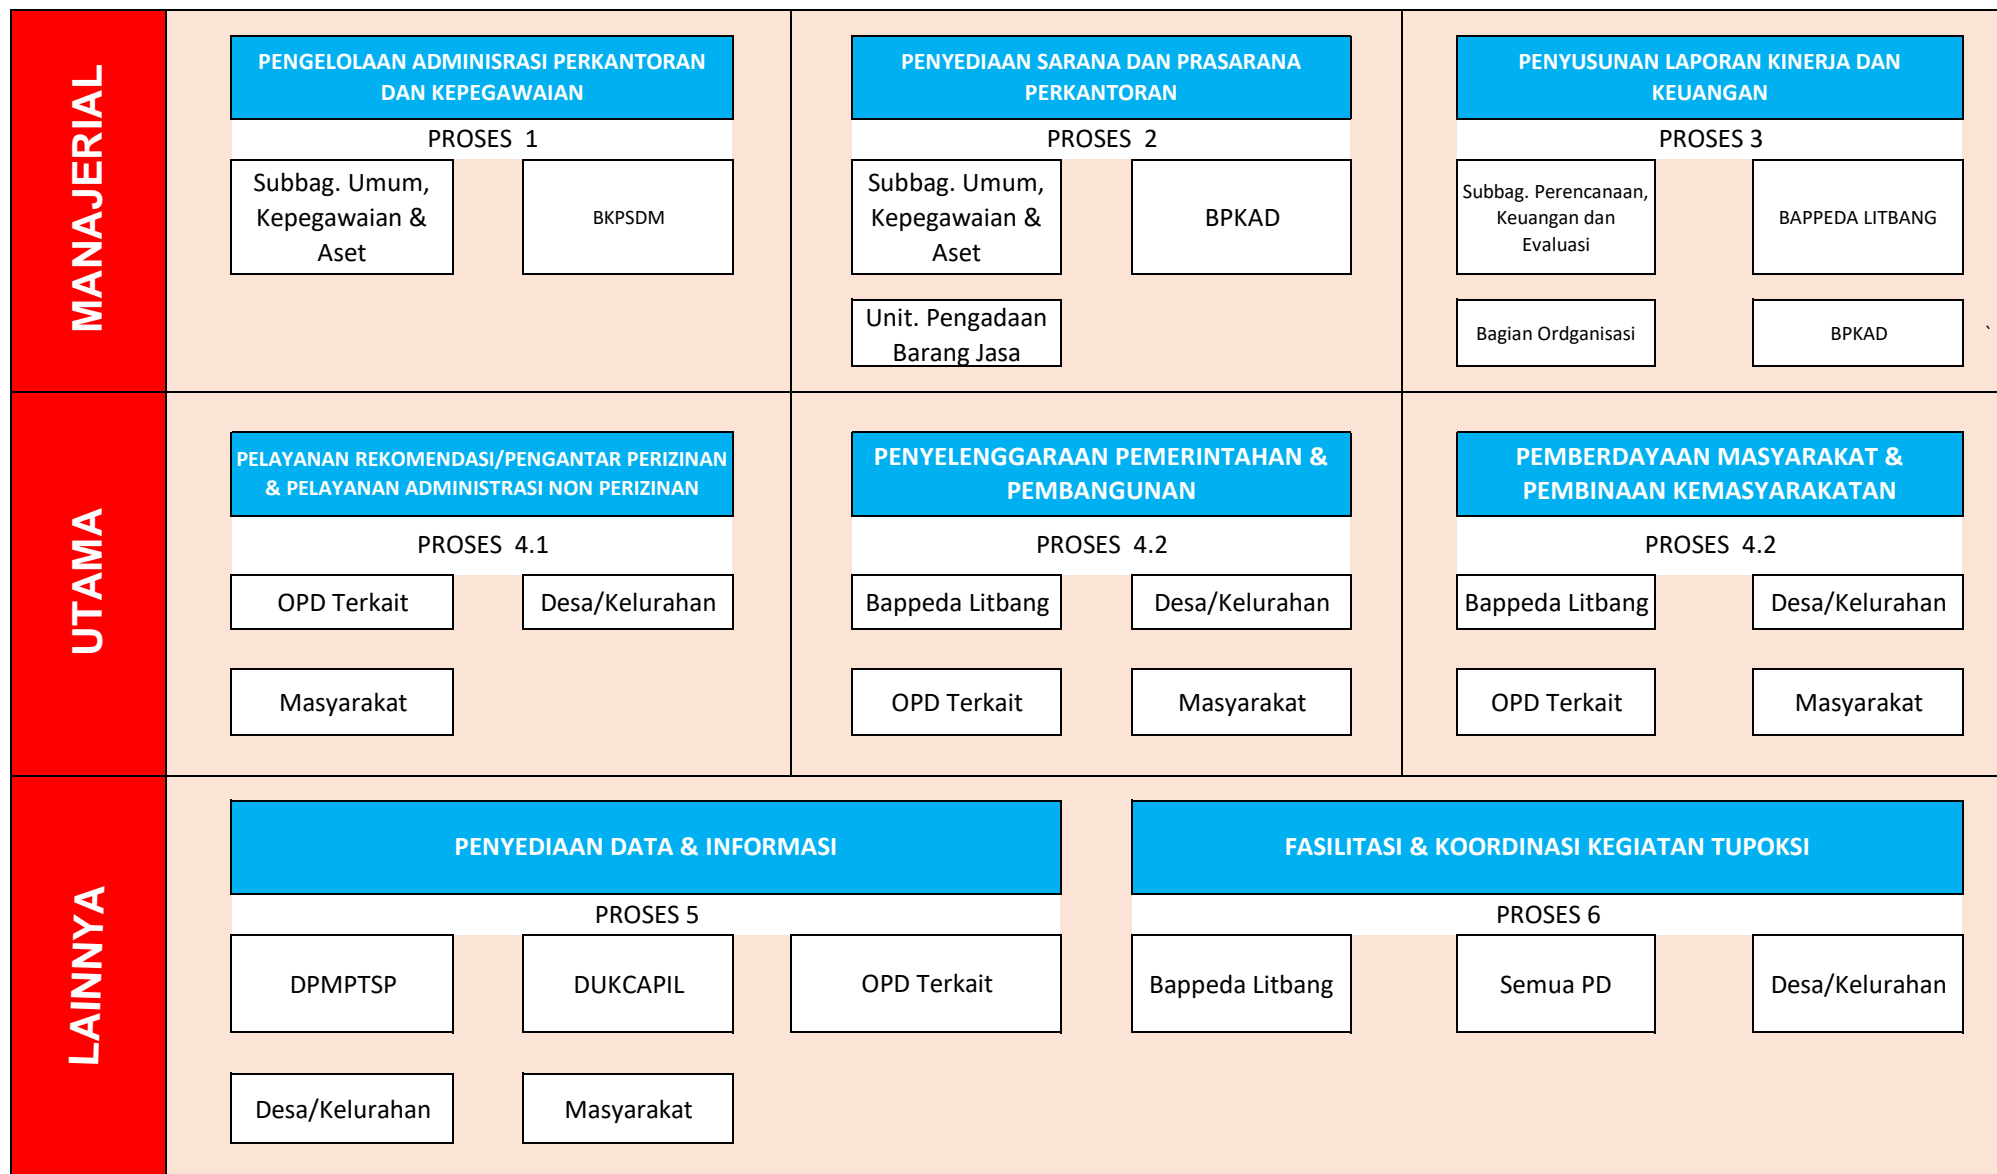 MANAJERIAL
PENGELOLAAN ADMINISRASI PERKANTORAN
DAN KEPEGAWAIAN
PROSES 1
Subbag. Umum,
Kepegawaian &
Aset
BKPSDM
PENYEDIAAN SARANA DAN PRASARANA
PERKANTORAN
PROSES 2
Subbag. Umum,
Kepegawaian &
Aset
BPKAD
Unit. Pengadaan
Barang Jasa
PENYUSUNAN LAPORAN KINERJA DAN
KEUANGAN
PROSES 3
Subbag. Perencanaan,
Keuangan dan
Evaluasi
BAPPEDA LITBANG
Bagian Ordganisasi
BPKAD
`
UTAMA
PELAYANAN REKOMENDASI/PENGANTAR PERIZINAN
& PELAYANAN ADMINISTRASI NON PERIZINAN
PROSES 4.1
OPD Terkait
Desa/Kelurahan
Masyarakat
PENYELENGGARAAN PEMERINTAHAN &
PEMBANGUNAN
PROSES 4.2
Bappeda Litbang
Desa/Kelurahan
OPD Terkait
Masyarakat
PEMBERDAYAAN MASYARAKAT &
PEMBINAAN KEMASYARAKATAN
PROSES 4.2
Bappeda Litbang
Desa/Kelurahan
OPD Terkait
Masyarakat
LAINNYA
PENYEDIAAN DATA & INFORMASI
PROSES 5
DPMPTSP
DUKCAPIL
OPD Terkait
Desa/Kelurahan
Masyarakat
FASILITASI & KOORDINASI KEGIATAN TUPOKSI
PROSES 6
Bappeda Litbang
Semua PD
Desa/Kelurahan